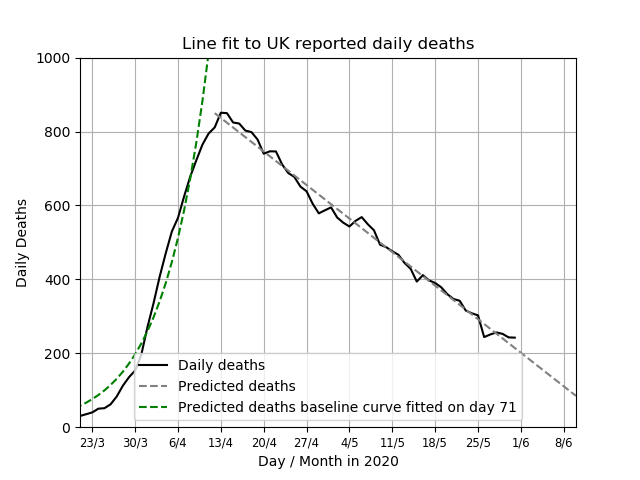 Line fit to UK reported daily deaths
1000
800
600
400
200
0
Daily Deaths
Daily deaths
Predicted deaths
Predicted deaths baseline curve fitted on day 71
23/3 30/3 6/4 13/4 20/4 27/4 4/5 11/5 18/5 25/5 1/6 8/6
Day / Month in 2020